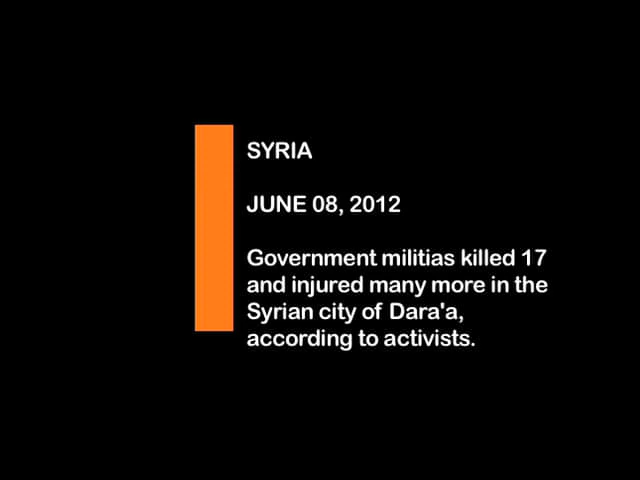 SYRIA
JUNE 08, 2012
Government militias killed 17
and injured many more in the
Syrian city of Dara'a,
according to activists.